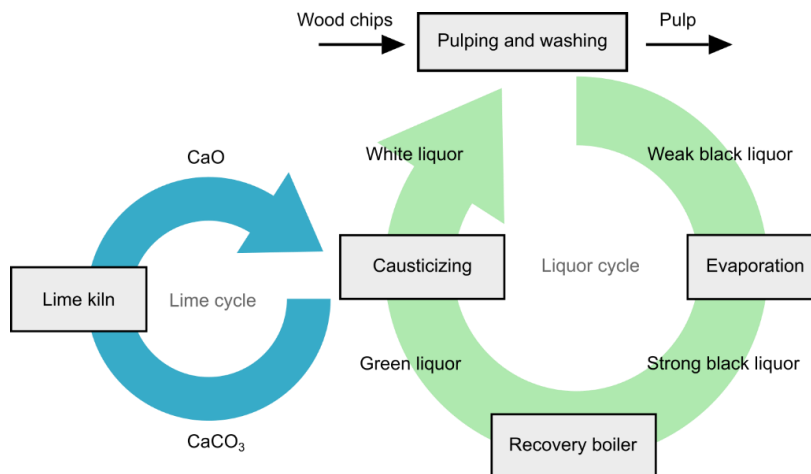 Wood chips
Pulping and washing
Pulp
CaO
White liquor
Weak black liquor
Lime kiln
Lime cycle
Causticizing
Liquor cycle
Evaporation
Green liquor
Strong black liquor
CaCO₃
Recovery boiler